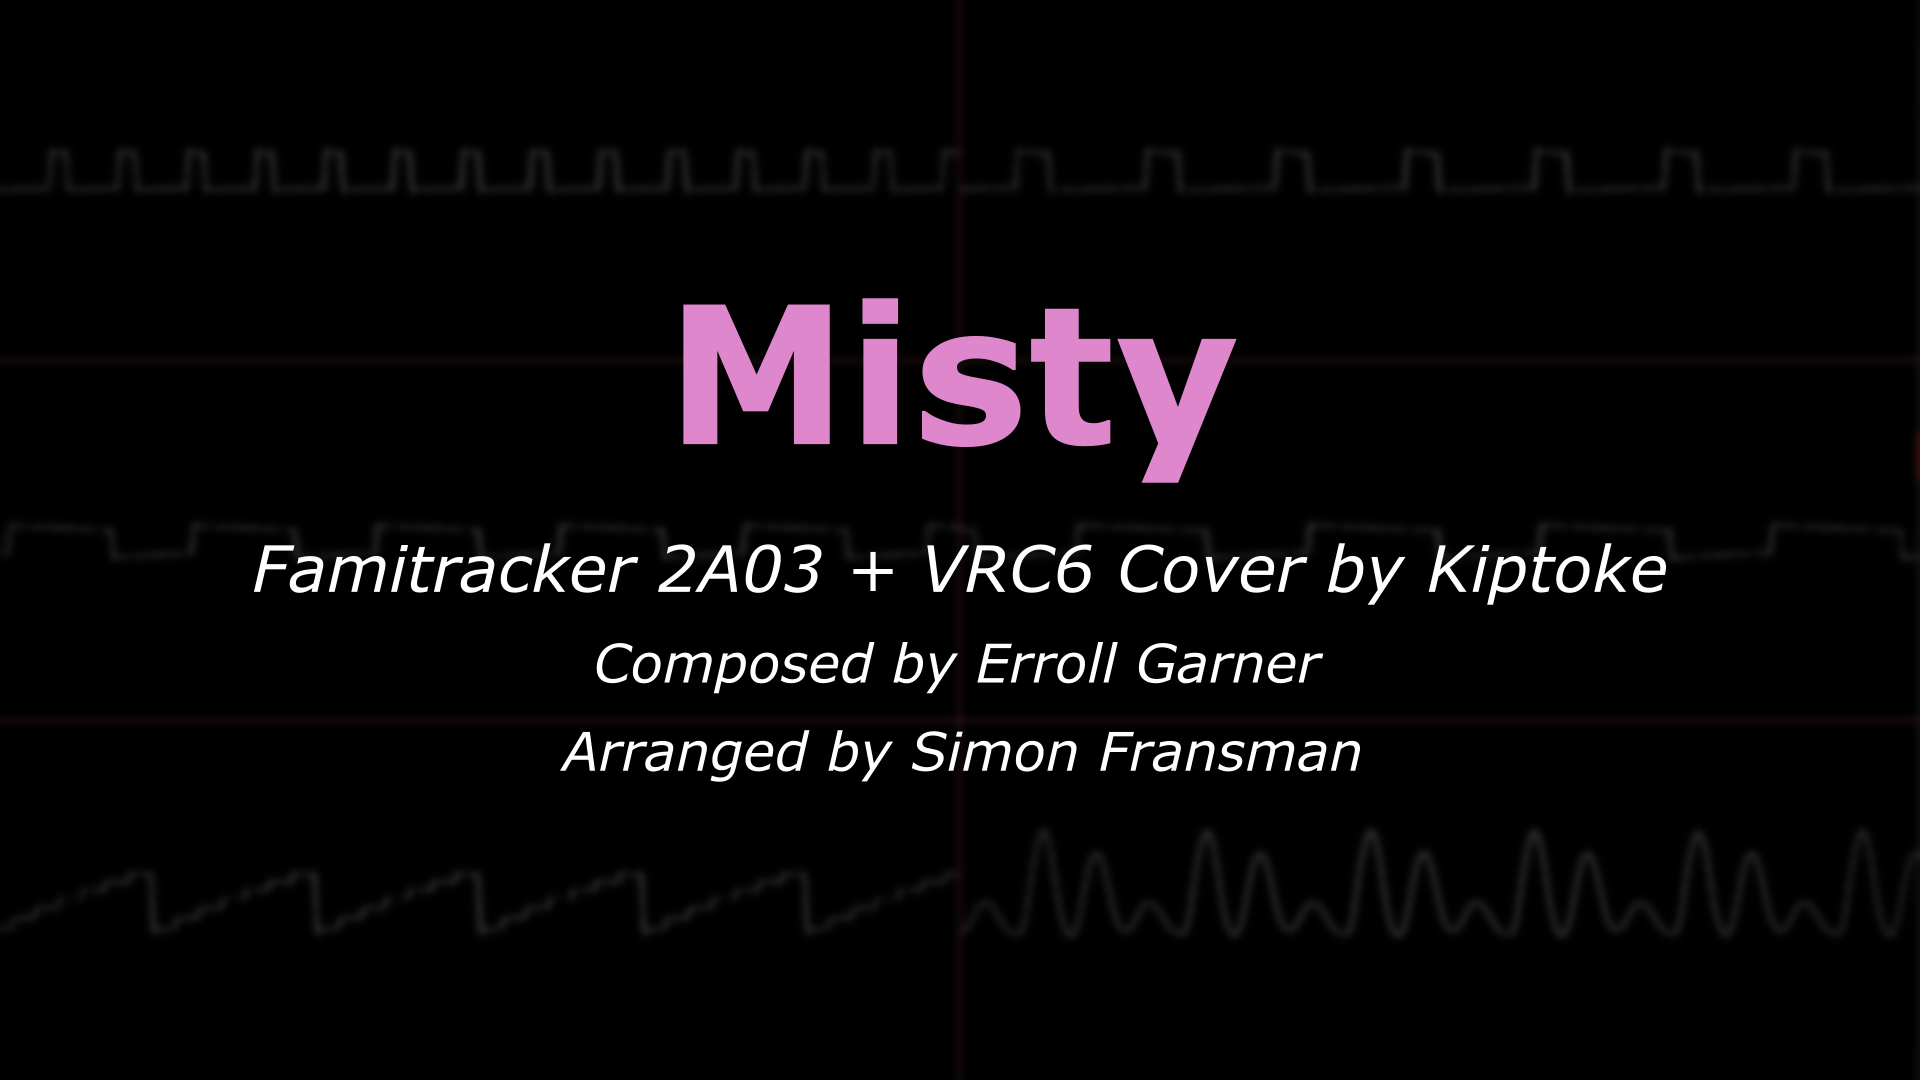 Misty
Famitracker 2A03 + VRC6 Cover by Kiptoke
Composed by Erroll Garner
Arranged by Simon Fransman